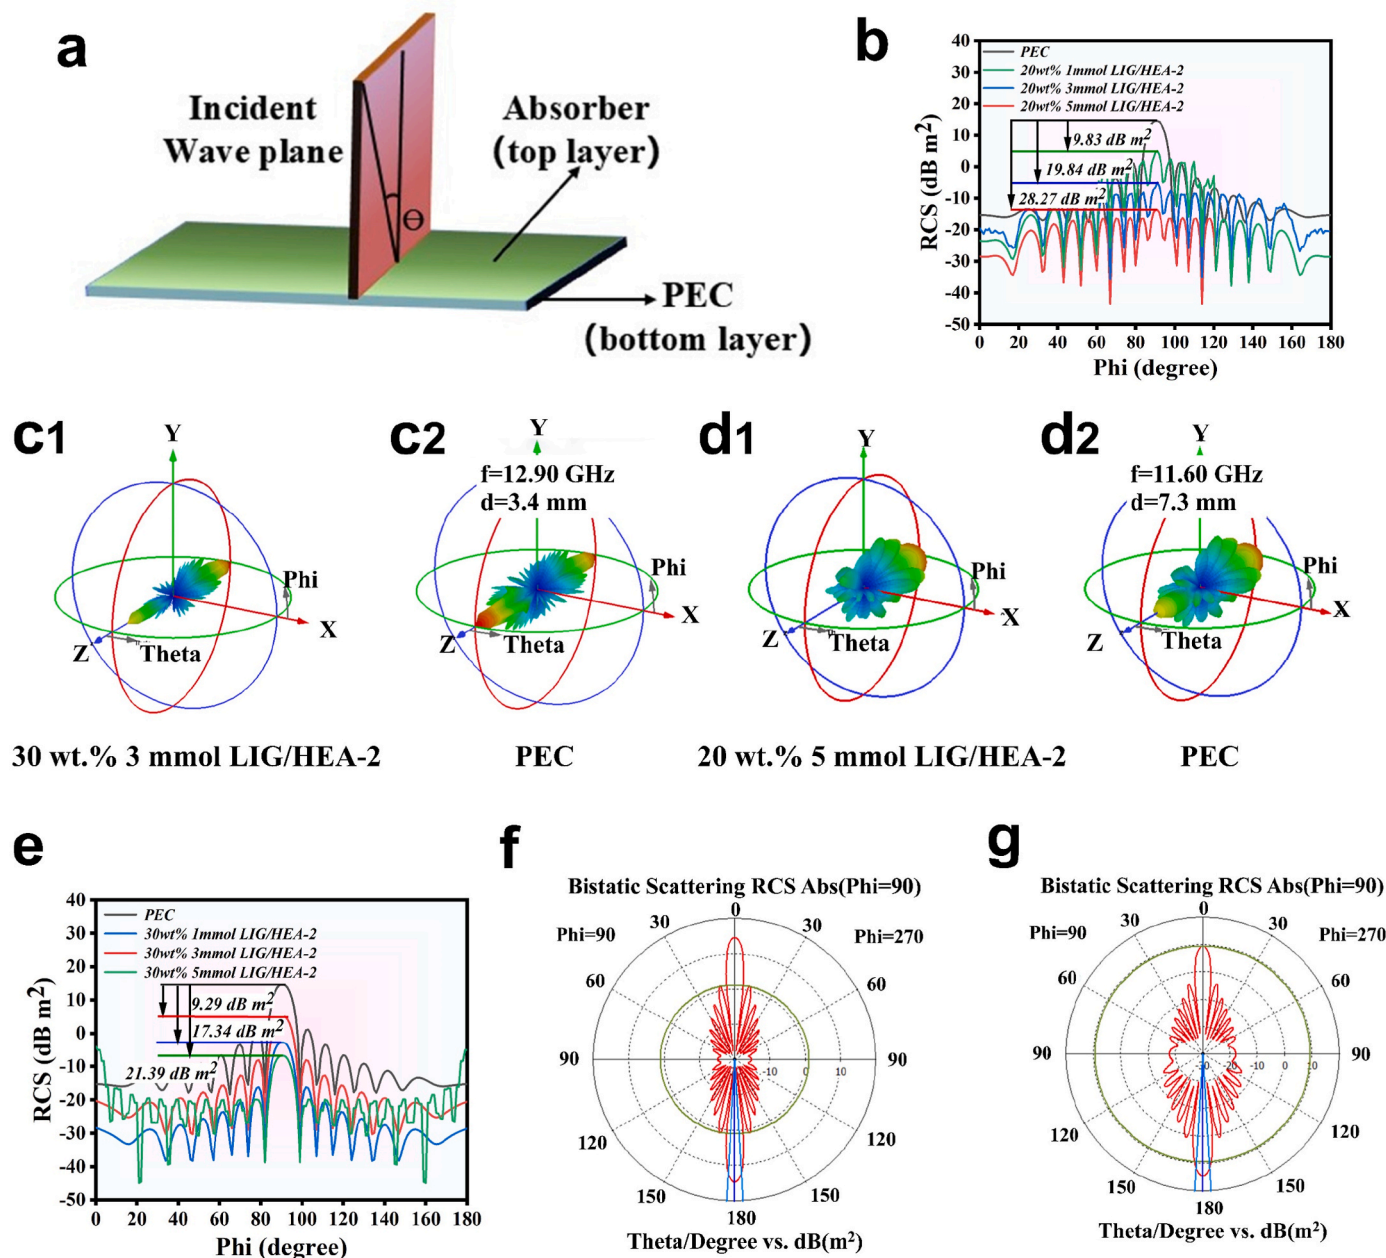 a
Incident
Wave plane
Absorber
(top layer)
Θ
PEC
(bottom layer)
b
RCS (dB m²)
40
30
20
10
0
-10
-20
-30
-40
-50
PEC
20wt% 1mmol LIG/HEA-2
20wt% 3mmol LIG/HEA-2
20wt% 5mmol LIG/HEA-2
9.83 dB m²
19.84 dB m²
28.27 dB m²
0 20 40 60 80 100 120 140 160 180
Phi (degree)
c1
Y
Phi
X
Z
Theta
30 wt.% 3 mmol LIG/HEA-2
c2
Y
f=12.90 GHz
d=3.4 mm
Phi
X
Z
Theta
PEC
d1
Y
Phi
X
Z
Theta
20 wt.% 5 mmol LIG/HEA-2
d2
Y
f=11.60 GHz
d=7.3 mm
Phi
X
Z
Theta
PEC
e
RCS (dB m²)
40
30
20
10
0
-10
-20
-30
-40
-50
PEC
30wt% 1mmol LIG/HEA-2
30wt% 3mmol LIG/HEA-2
30wt% 5mmol LIG/HEA-2
9.29 dB m²
17.34 dB m²
21.39 dB m²
0 20 40 60 80 100 120 140 160 180
Phi (degree)
f
Bistatic Scattering RCS Abs(Phi=90)
0
30 30
Phi=90 Phi=270
60 60
90 90
120 120
150 150
180
Theta/Degree vs. dB(m²)
g
Bistatic Scattering RCS Abs(Phi=90)
0
30 30
Phi=90 Phi=270
60 60
90 90
120 120
150 150
180
Theta/Degree vs. dB(m²)